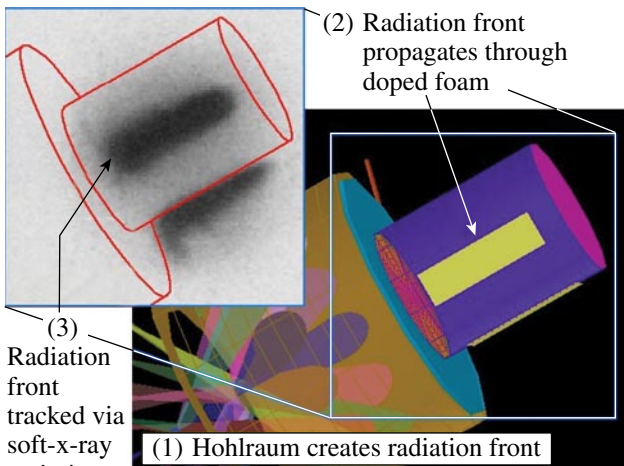 (2) Radiation front
propagates through
doped foam
(3)
Radiation
front
tracked via
soft-x-ray
(1) Hohlraum creates radiation front